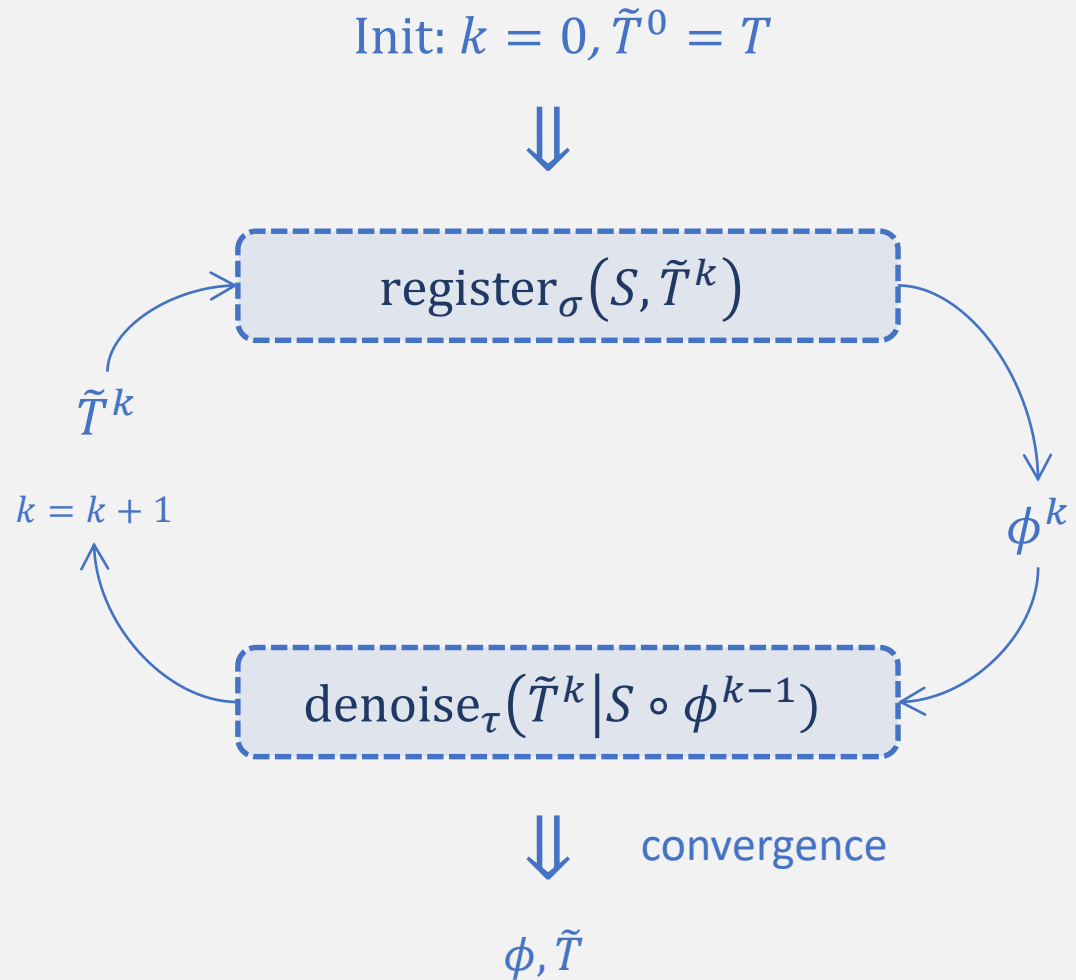 Init: k = 0, T̃⁰ = T
⇓
register_σ(S, T̃ᵏ)
T̃ᵏ
k = k + 1
ϕᵏ
denoise_τ(T̃ᵏ|S ∘ ϕᵏ⁻¹)
⇓ convergence
ϕ, T̃